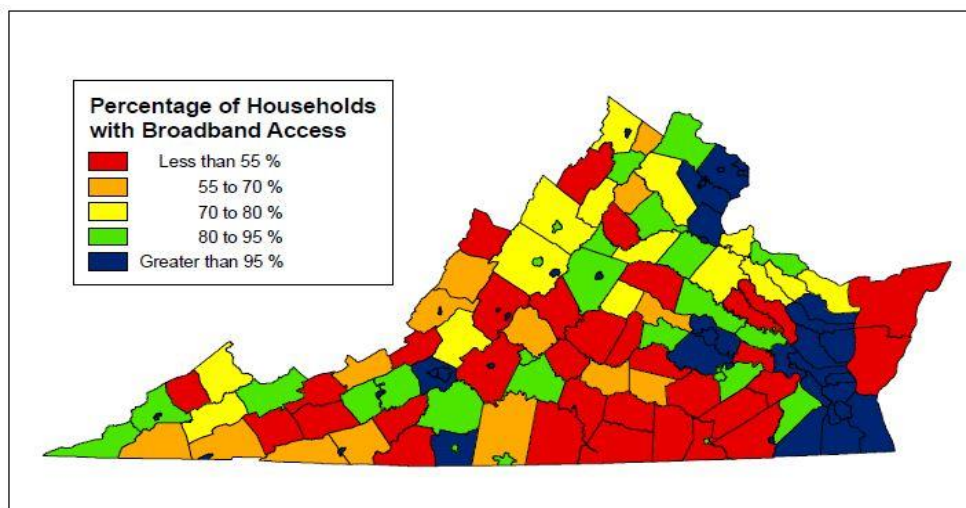 Percentage of Households
with Broadband Access
Less than 55 %
55 to 70 %
70 to 80 %
80 to 95 %
Greater than 95 %